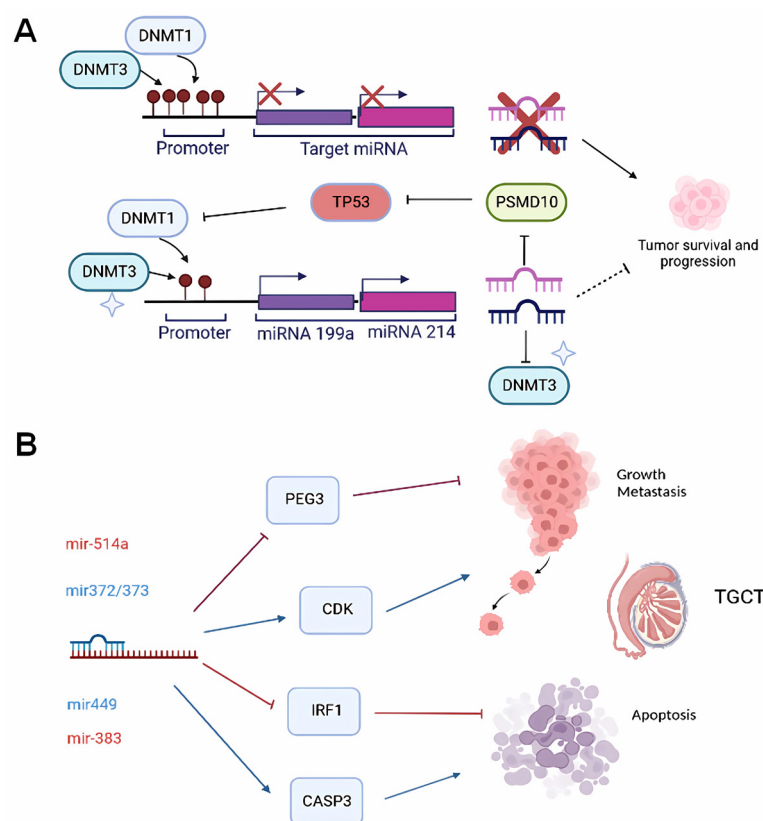 A
DNMT1
DNMT3
Promoter
Target miRNA
TP53
PSMD10
DNMT1
Tumor survival and
progression
DNMT3
Promoter
miRNA 199a
miRNA 214
DNMT3
B
PEG3
Growth
Metastasis
mir-514a
mir372/373
CDK
TGCT
mir449
IRF1
Apoptosis
mir-383
CASP3